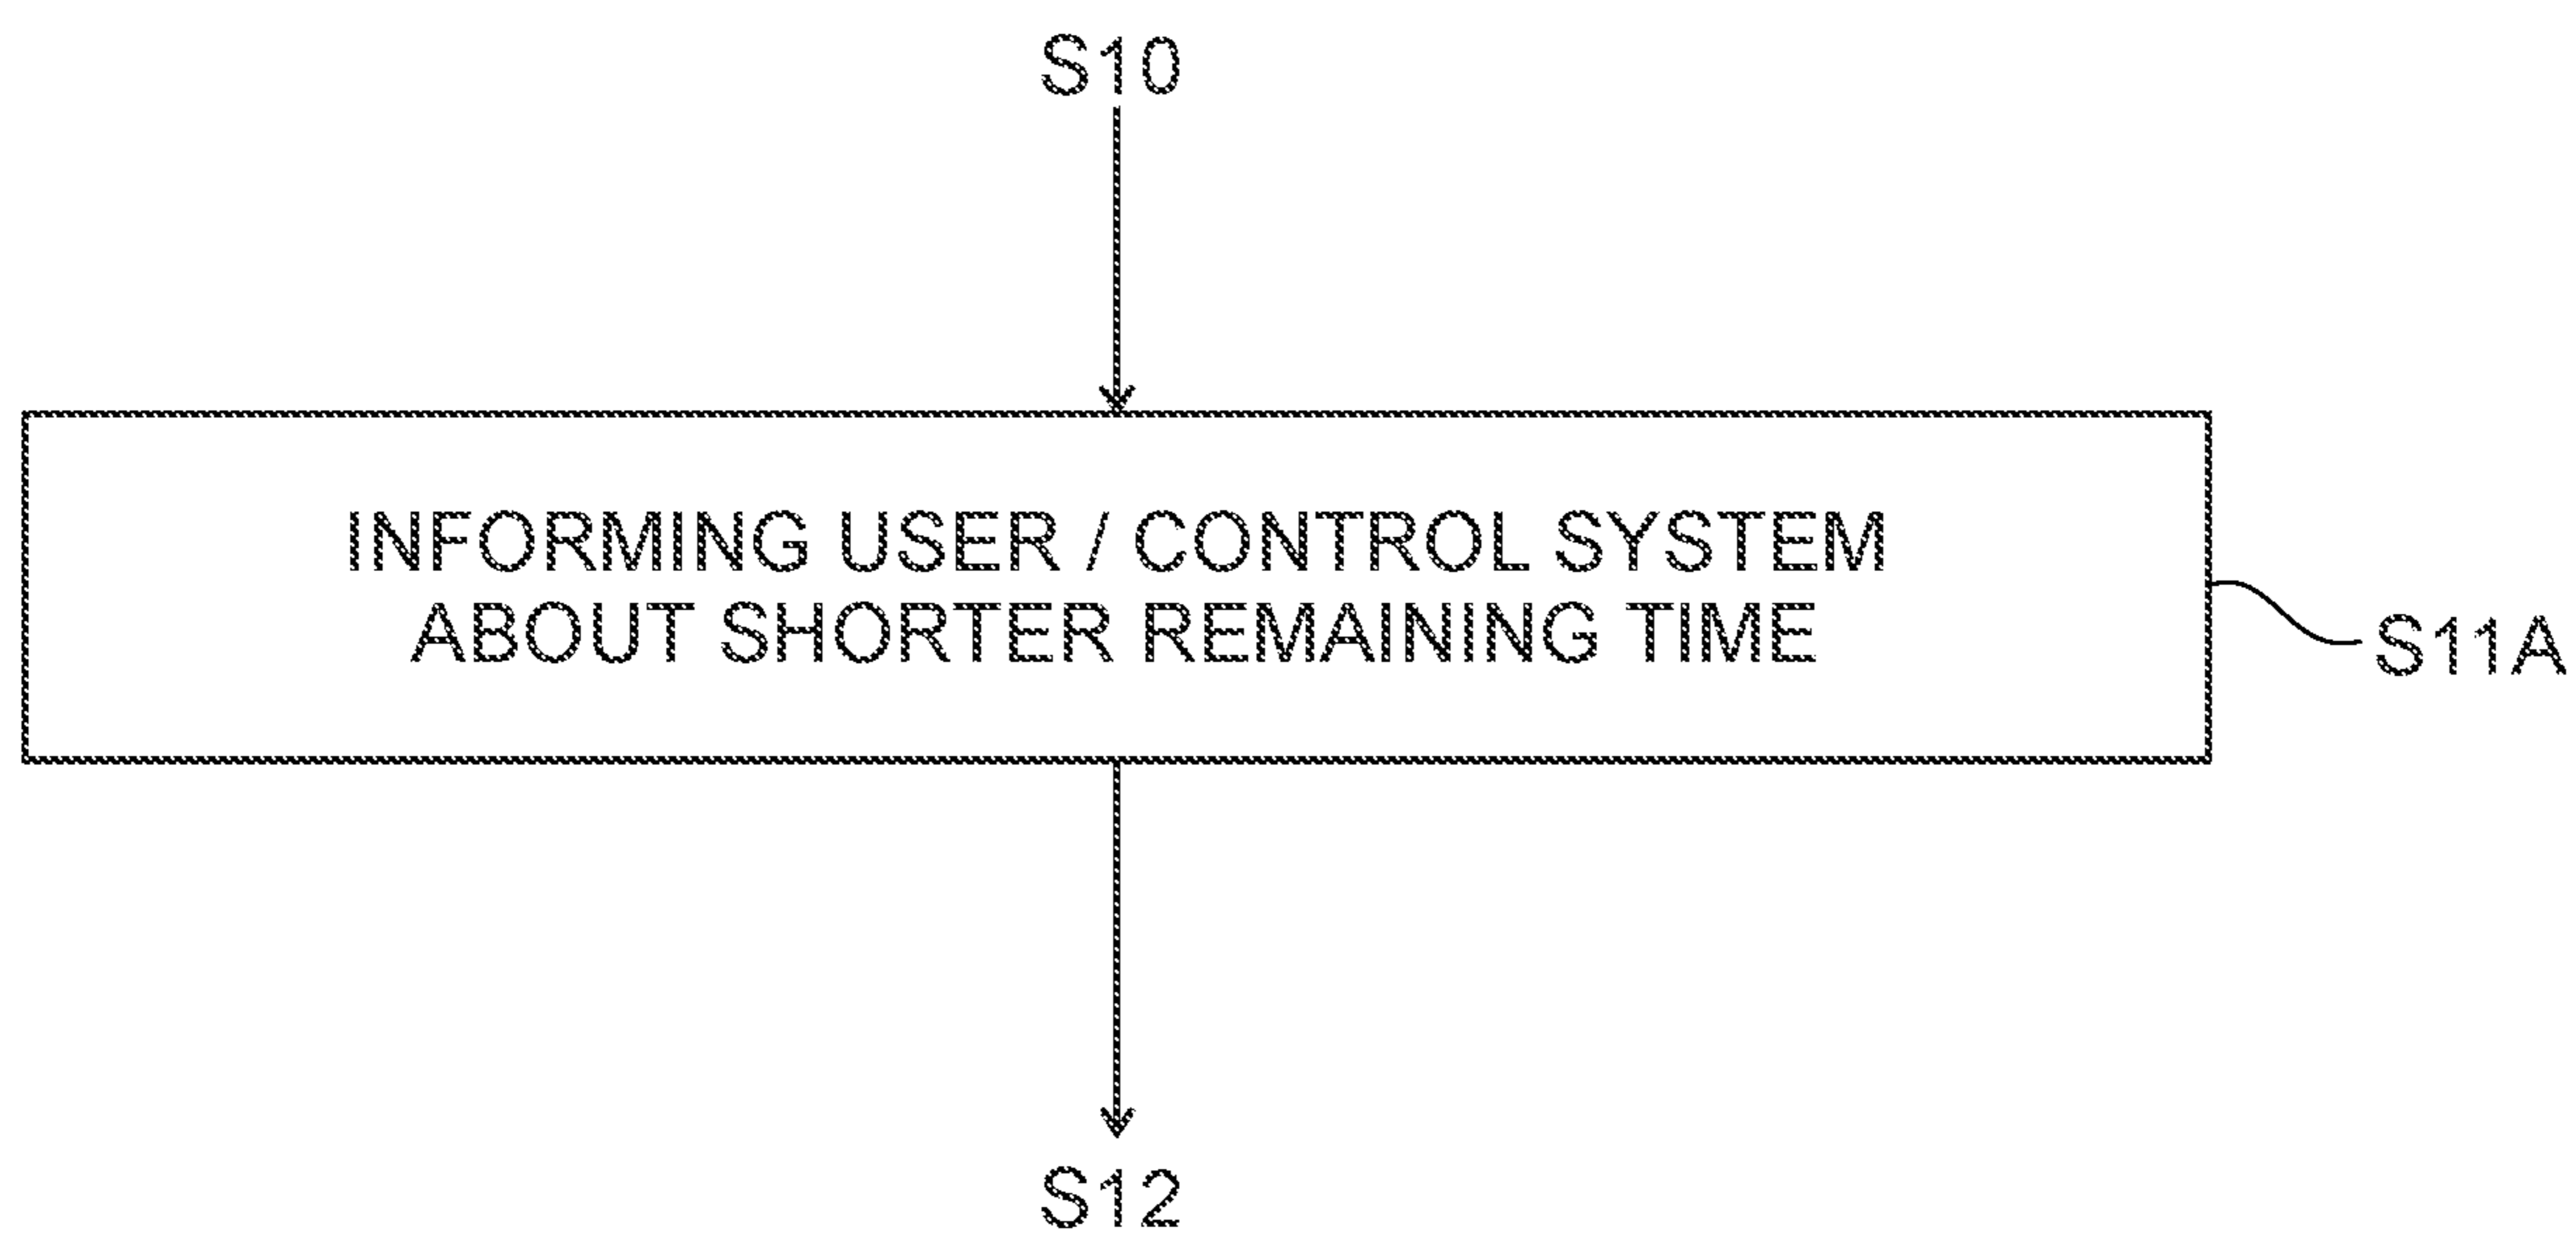 S10
INFORMING USER / CONTROL SYSTEM
ABOUT SHORTER REMAINING TIME
S11A
S12